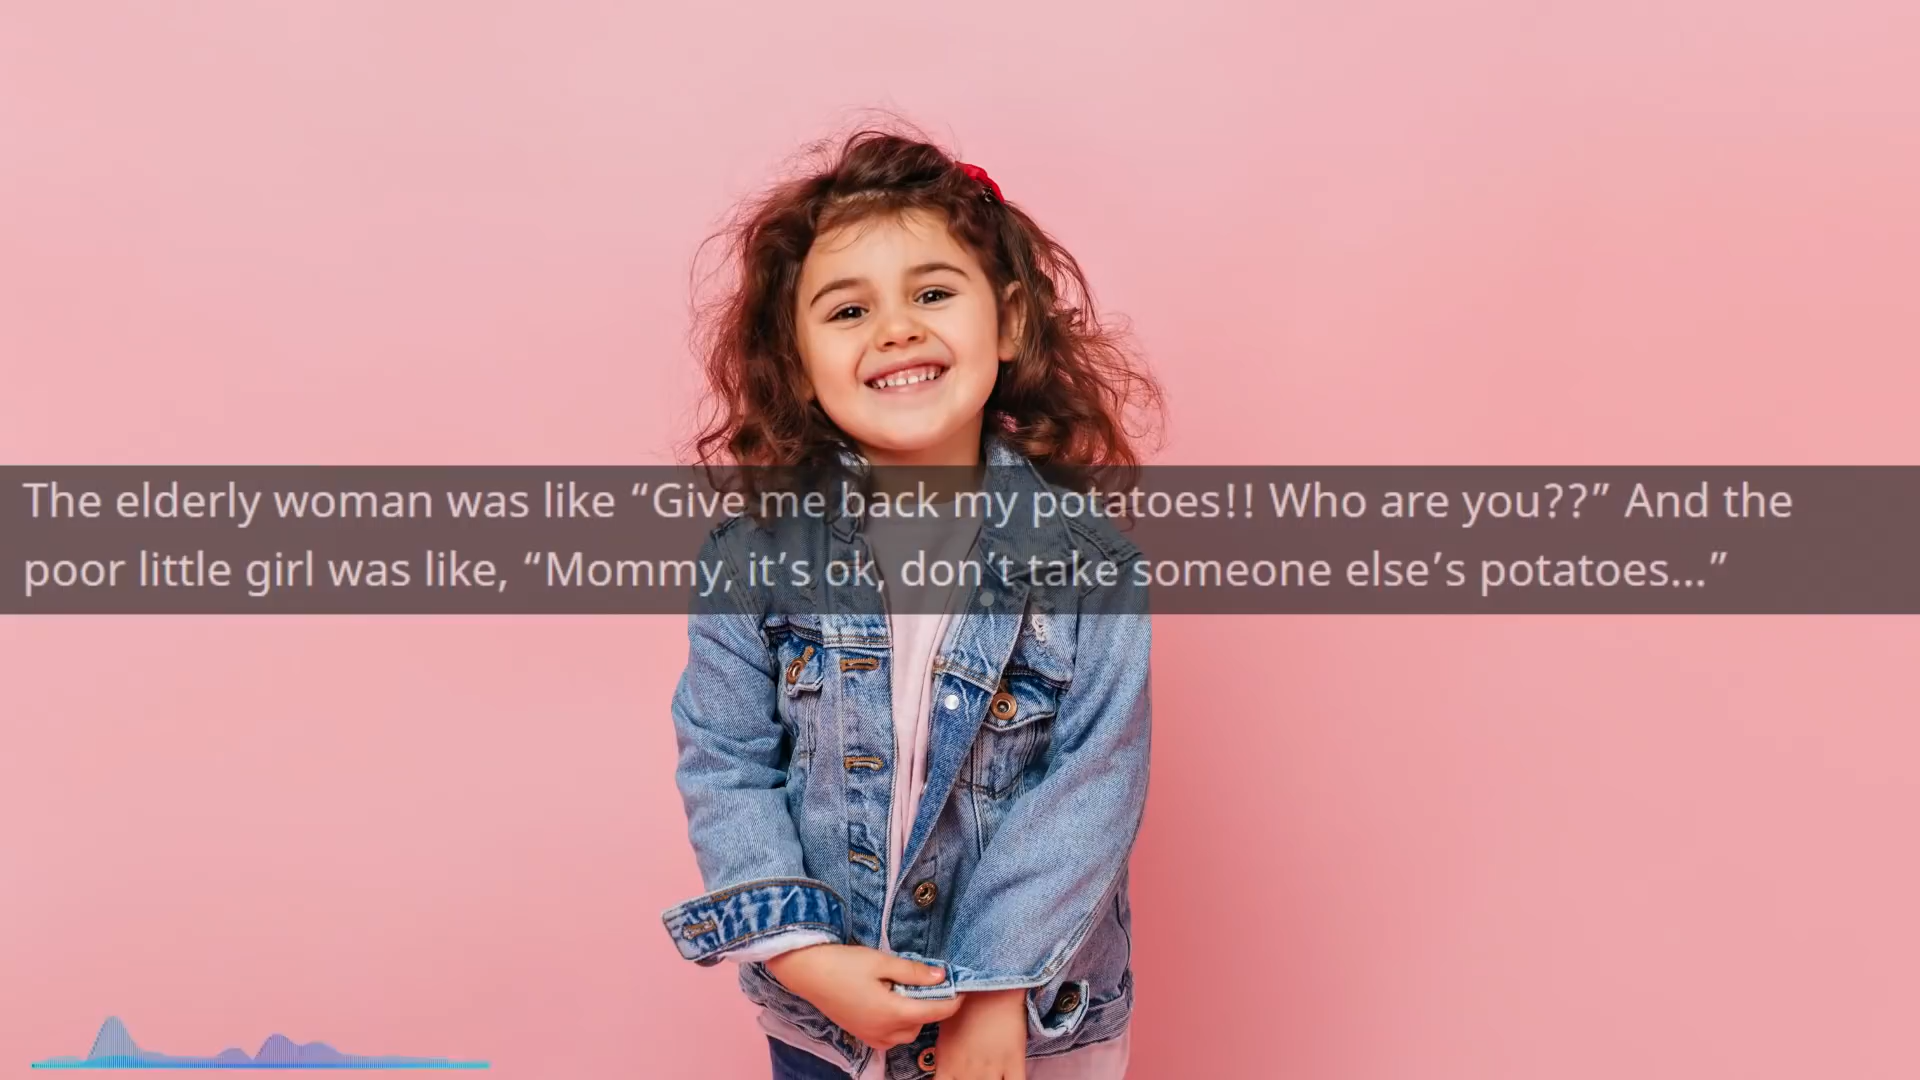 The elderly woman was like “Give me back my potatoes!! Who are you??” And the
poor little girl was like, “Mommy, it’s ok, don’t take someone else’s potatoes...”